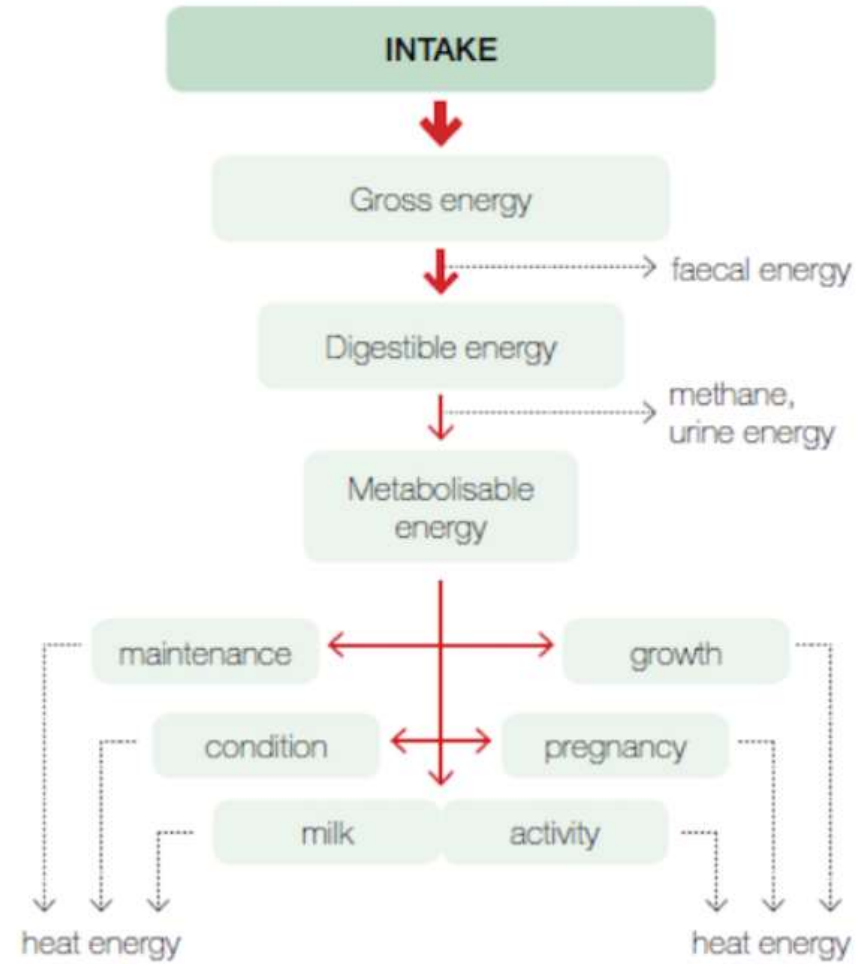 INTAKE
Gross energy
faecal energy
Digestible energy
methane,
urine energy
Metabolisable
energy
maintenance
growth
condition
pregnancy
milk
activity
heat energy
heat energy